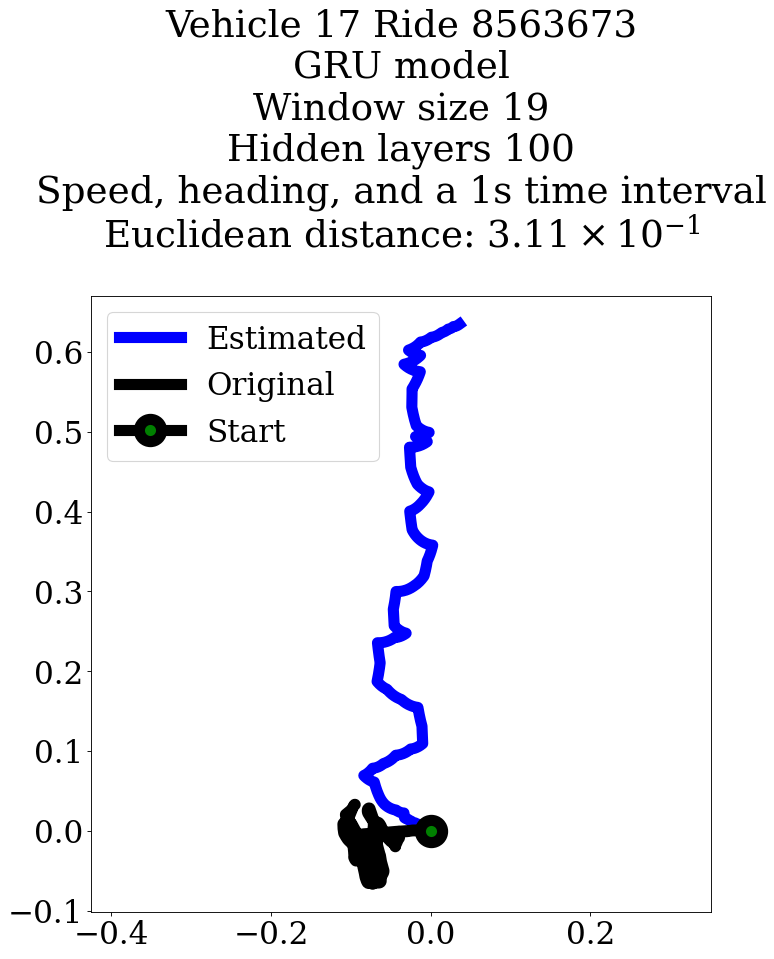 Vehicle 17 Ride 8563673
GRU model
Window size 19
Hidden layers 100
Speed, heading, and a 1s time interval
Euclidean distance: 3.11 × 10⁻¹
Estimated
Original
Start
0.6
0.5
0.4
0.3
0.2
0.1
0.0
−0.1
−0.4 −0.2 0.0 0.2